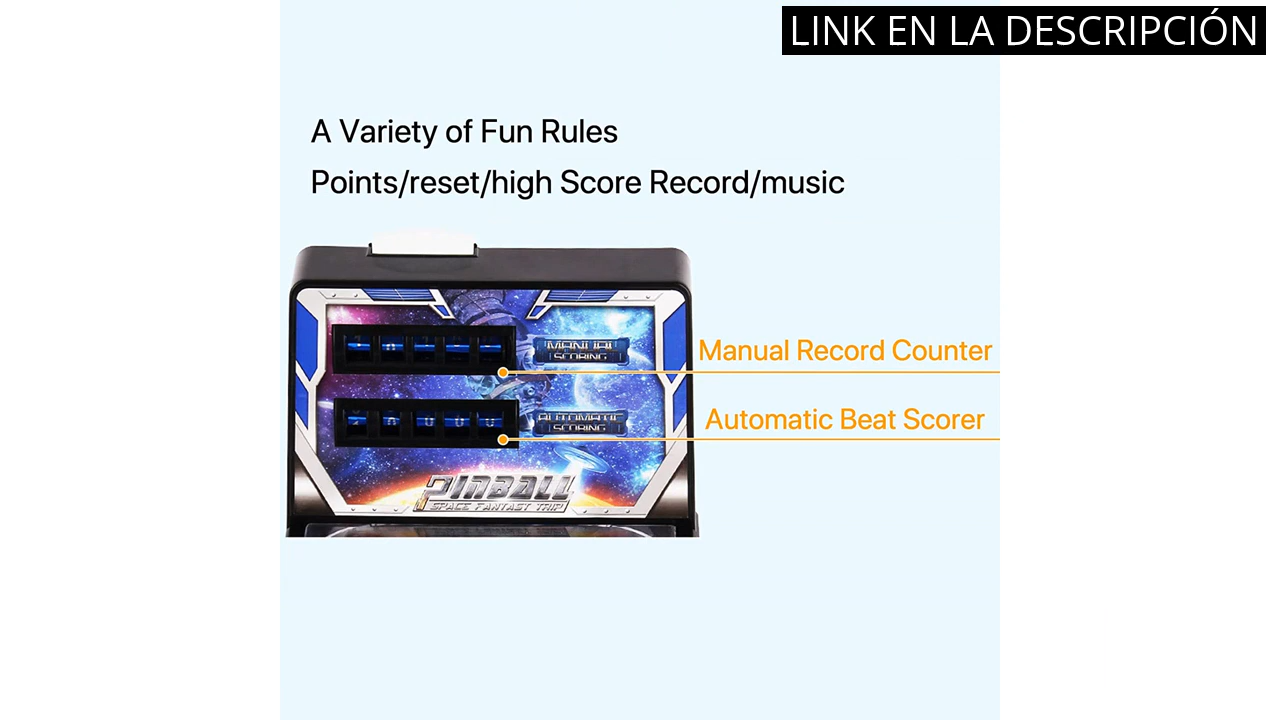 LINK EN LA DESCRIPCIÓN
A Variety of Fun Rules
Points/reset/high Score Record/music
MANUAL
SCORING
Manual Record Counter
AUTOMATIC
SCORING
Automatic Beat Scorer
PINBALL
SPACE FANTASY TRIP